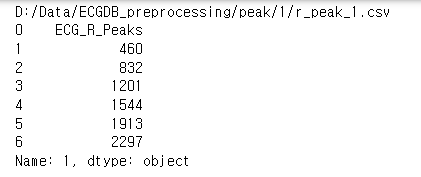 D:/Data/ECGDB_preprocessing/peak/1/r_peak_1.csv
0 ECG_R_Peaks
1 460
2 832
3 1201
4 1544
5 1913
6 2297
Name: 1, dtype: object